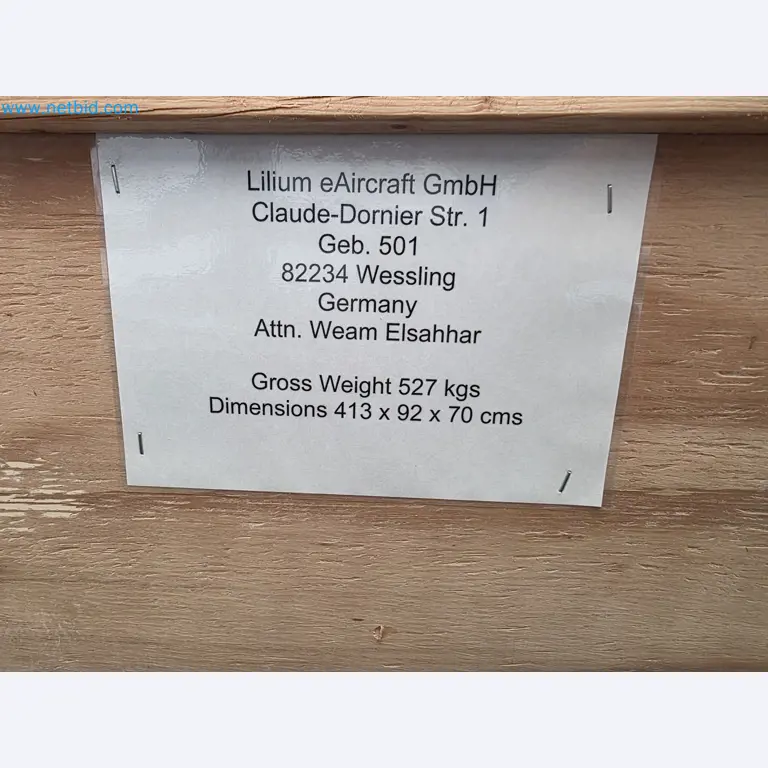 www.netbid.com
Lilium eAircraft GmbH
Claude-Dornier Str. 1
Geb. 501
82234 Wessling
Germany
Attn. Weam Elsahhar
Gross Weight 527 kgs
Dimensions 413 x 92 x 70 cms